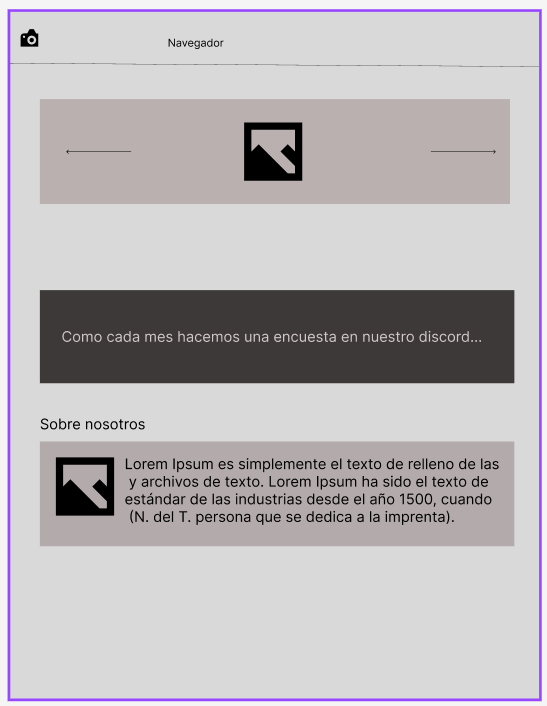 Navegador
Como cada mes hacemos una encuesta en nuestro discord...
Sobre nosotros
Lorem Ipsum es simplemente el texto de relleno de las
y archivos de texto. Lorem Ipsum ha sido el texto de
estándar de las industrias desde el año 1500, cuando
(N. del T. persona que se dedica a la imprenta).